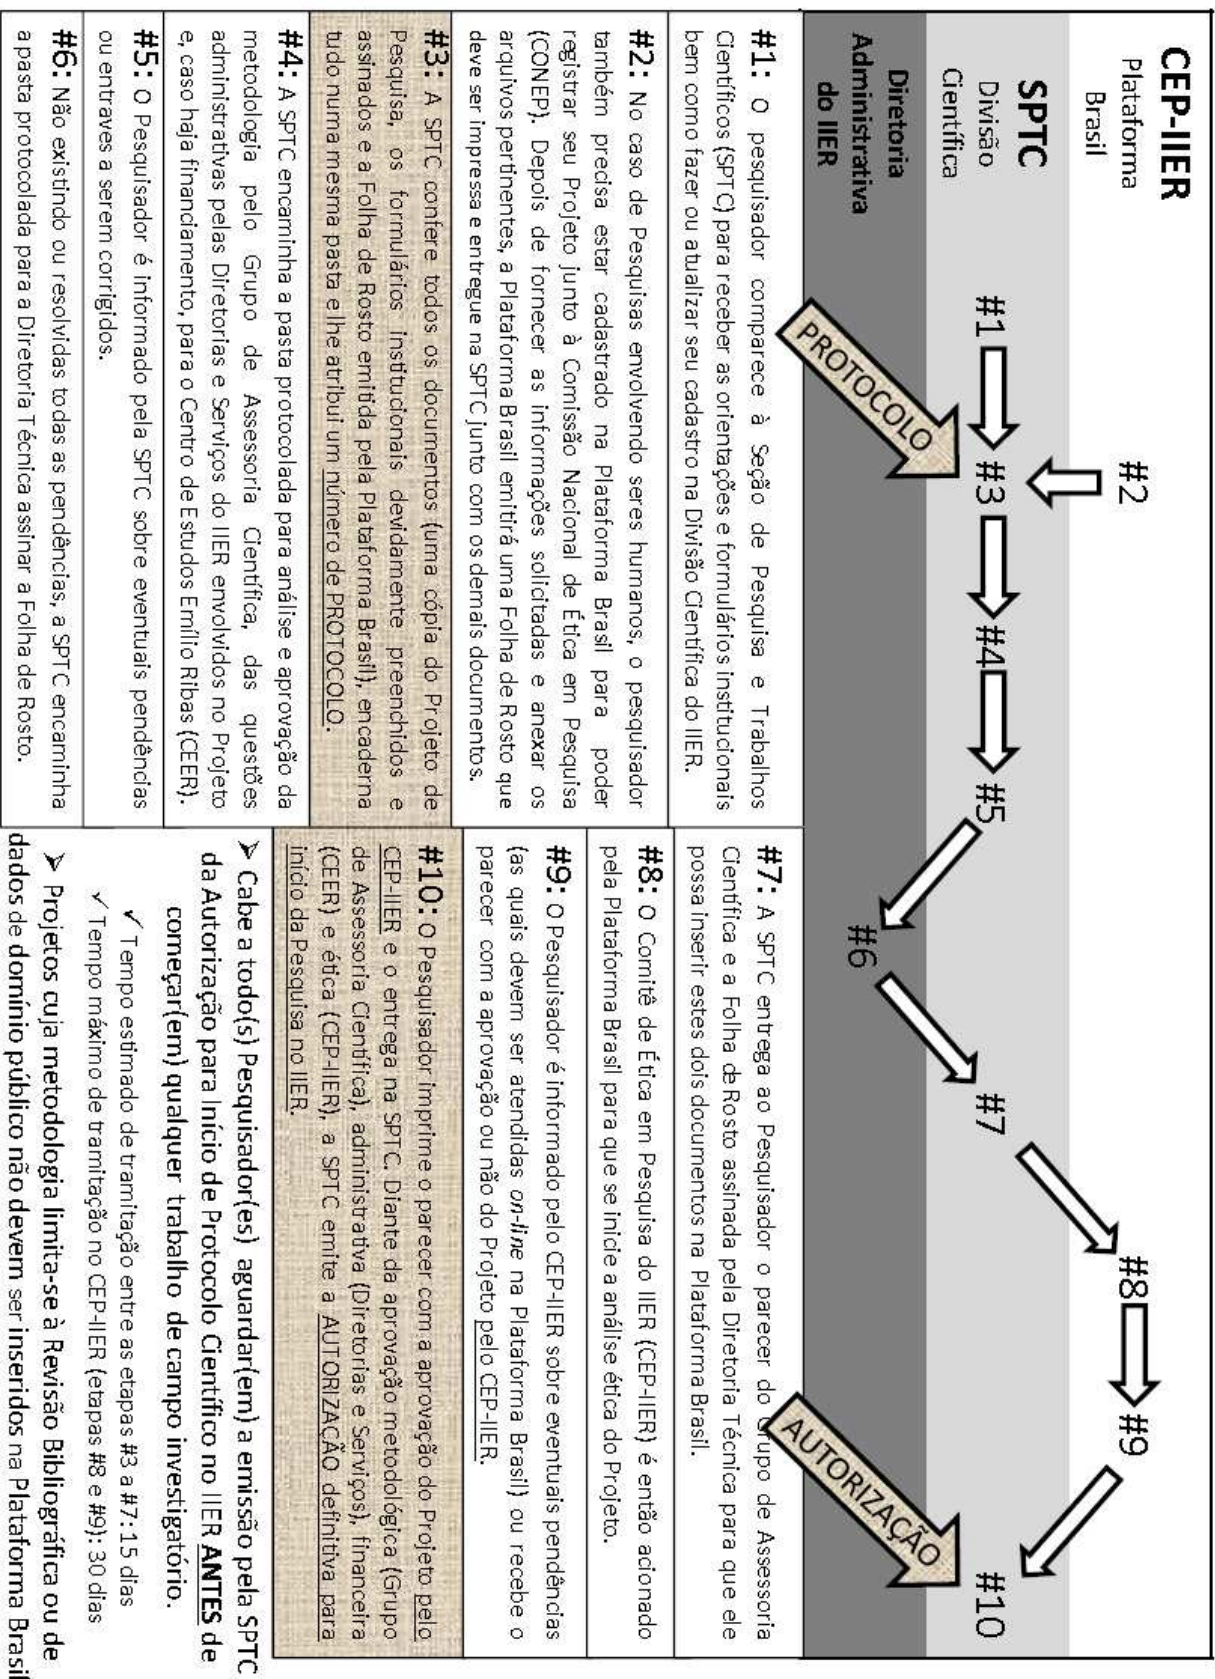 CEP-IIER
Plataforma
Brasil
SPTC
Divisão
Científica
Diretoria
Administrativa
do IIER
#1
#2
#3
#4
#5
#6
#7
#8
#9
#10
PROTOCOLO
AUTORIZAÇÃO
#1: O pesquisador comparece à Seção de Pesquisa e Trabalhos
Científicos (SPTC) para receber as orientações e formulários institucionais
bem como fazer ou atualizar seu cadastro na Divisão Científica do IIER.
#2: No caso de Pesquisas envolvendo seres humanos, o pesquisador
também precisa estar cadastrado na Plataforma Brasil para poder
registrar seu Projeto junto à Comissão Nacional de Ética em Pesquisa
(CONEP). Depois de fornecer as informações solicitadas e anexar os
arquivos pertinentes, a Plataforma Brasil emitirá uma Folha de Rosto que
deve ser impressa e entregue na SPTC junto com os demais documentos.
#3: A SPTC confere todos os documentos (uma cópia do Projeto de
Pesquisa, os formulários institucionais devidamente preenchidos e
assinados e a Folha de Rosto emitida pela Plataforma Brasil), encaderna
tudo numa mesma pasta e lhe atribui um número de PROTOCOLO.
#4: A SPTC encaminha a pasta protocolada para análise e aprovação da
metodologia pelo Grupo de Assessoria Científica, das questões
administrativas pelas Diretorias e Serviços do IIER envolvidos no Projeto
e, caso haja financiamento, para o Centro de Estudos Emílio Ribas (CEER).
#5: O Pesquisador é informado pela SPTC sobre eventuais pendências
ou entraves a serem corrigidos.
#6: Não existindo ou resolvidas todas as pendências, a SPTC encaminha
a pasta protocolada para a Diretoria Técnica assinar a Folha de Rosto.
#7: A SPTC entrega ao Pesquisador o parecer do Grupo de Assessoria
Científica e a Folha de Rosto assinada pela Diretoria Técnica para que ele
possa inserir estes dois documentos na Plataforma Brasil.
#8: O Comitê de Ética em Pesquisa do IIER (CEP-IIER) é então acionado
pela Plataforma Brasil para que se inicie a análise ética do Projeto.
#9: O Pesquisador é informado pelo CEP-IIER sobre eventuais pendências
(as quais devem ser atendidas on-line na Plataforma Brasil) ou recebe o
parecer com a aprovação ou não do Projeto pelo CEP-IIER.
#10: O Pesquisador imprime o parecer com a aprovação do Projeto pelo
CEP-IIER e o entrega na SPTC. Diante da aprovação metodológica (Grupo
de Assessoria Científica), administrativa (Diretorias e Serviços), financeira
(CEER) e ética (CEP-IIER), a SPTC emite a AUTORIZAÇÃO definitiva para
início da Pesquisa no IIER.
➢ Cabe a todo(s) Pesquisador(es) aguardar(em) a emissão pela SPTC
da Autorização para Início de Protocolo Científico no IIER ANTES de
começar(em) qualquer trabalho de campo investigatório.
✓ Tempo estimado de tramitação entre as etapas #3 a #7: 15 dias
✓ Tempo máximo de tramitação no CEP-IIER (etapas #8 e #9): 30 dias
➢ Projetos cuja metodologia limita-se à Revisão Bibliográfica ou de
dados de domínio público não devem ser inseridos na Plataforma Brasil